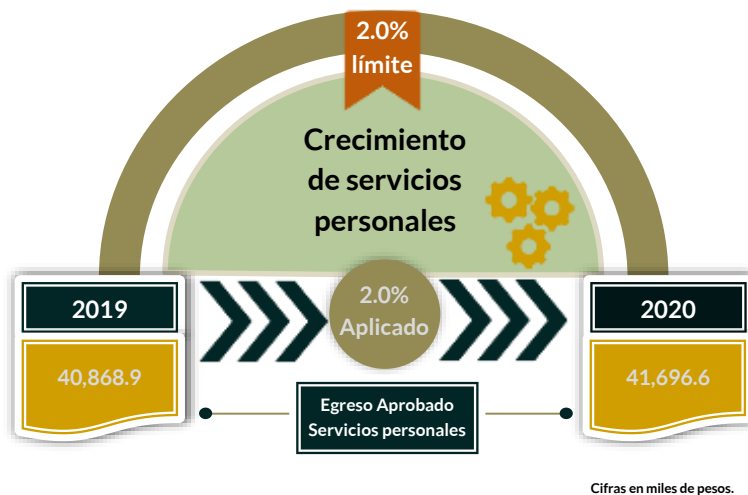 2.0%
límite
Crecimiento
de servicios
personales
2019
2.0%
Aplicado
2020
40,868.9
41,696.6
Egreso Aprobado
Servicios personales
Cifras en miles de pesos.